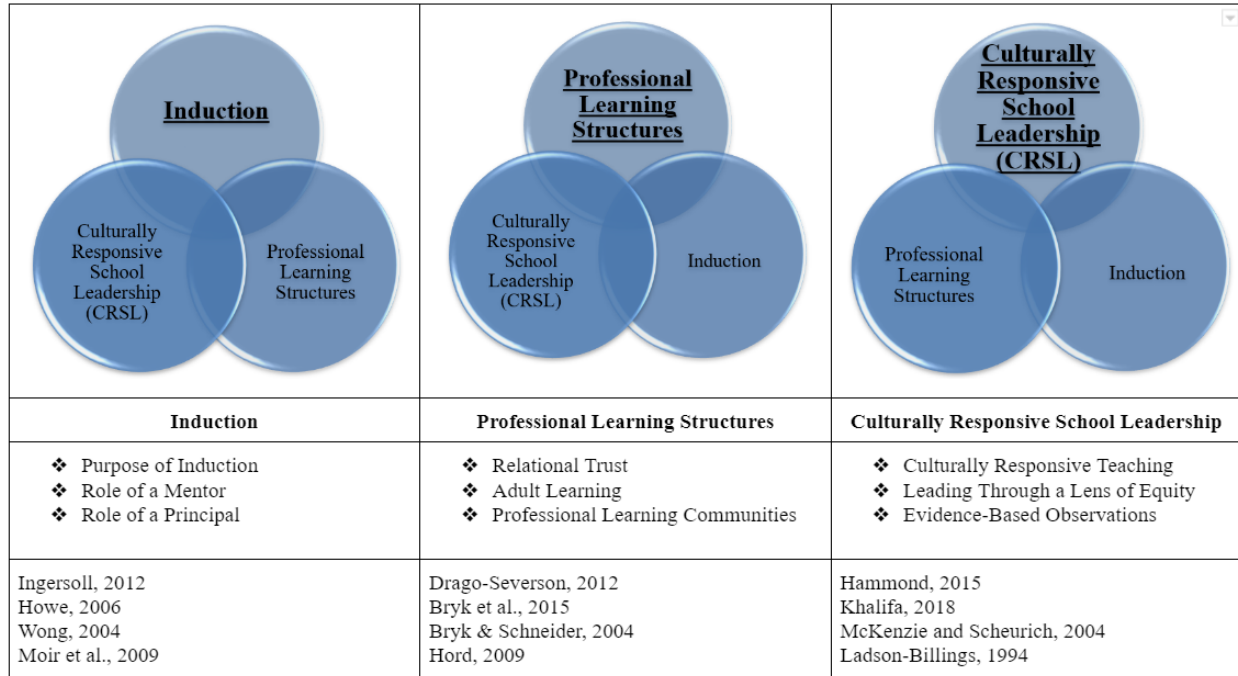 Induction
Culturally
Responsive
School
Leadership
(CRSL)
Professional
Learning
Structures
Professional
Learning
Structures
Culturally
Responsive
School
Leadership
(CRSL)
Induction
Culturally
Responsive
School
Leadership
(CRSL)
Professional
Learning
Structures
Induction
Induction
❖ Purpose of Induction
❖ Role of a Mentor
❖ Role of a Principal
Ingersoll, 2012
Howe, 2006
Wong, 2004
Moir et al., 2009
Professional Learning Structures
❖ Relational Trust
❖ Adult Learning
❖ Professional Learning Communities
Drago-Severson, 2012
Bryk et al., 2015
Bryk & Schneider, 2004
Hord, 2009
Culturally Responsive School Leadership
❖ Culturally Responsive Teaching
❖ Leading Through a Lens of Equity
❖ Evidence-Based Observations
Hammond, 2015
Khalifa, 2018
McKenzie and Scheurich, 2004
Ladson-Billings, 1994